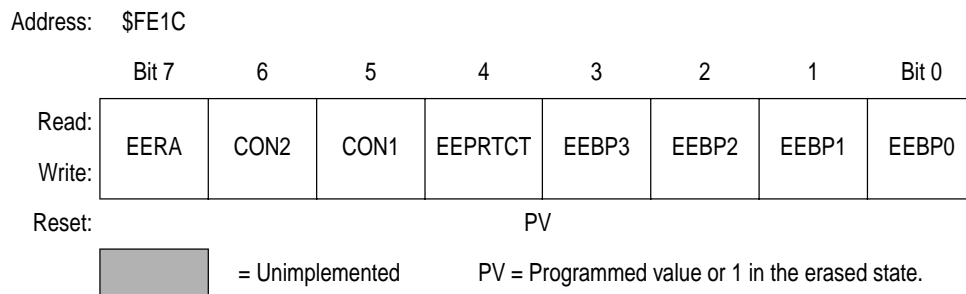 Address: $FE1C
Bit 7 6 5 4 3 2 1 Bit 0
Read:
EERA CON2 CON1 EEPRTCT EEBP3 EEBP2 EEBP1 EEBP0
Write:
Reset: PV
= Unimplemented PV = Programmed value or 1 in the erased state.